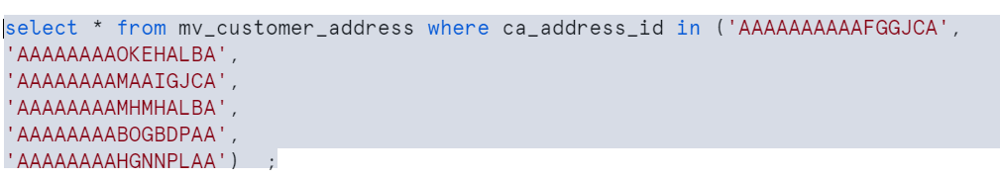 select * from mv_customer_address where ca_address_id in ('AAAAAAAAAAFGGJCA',
'AAAAAAAAOKEHALBA',
'AAAAAAAAMAAIGJCA',
'AAAAAAAAMHMHALBA',
'AAAAAAAABOGBDPAA',
'AAAAAAAAHGNNPLAA')  ;